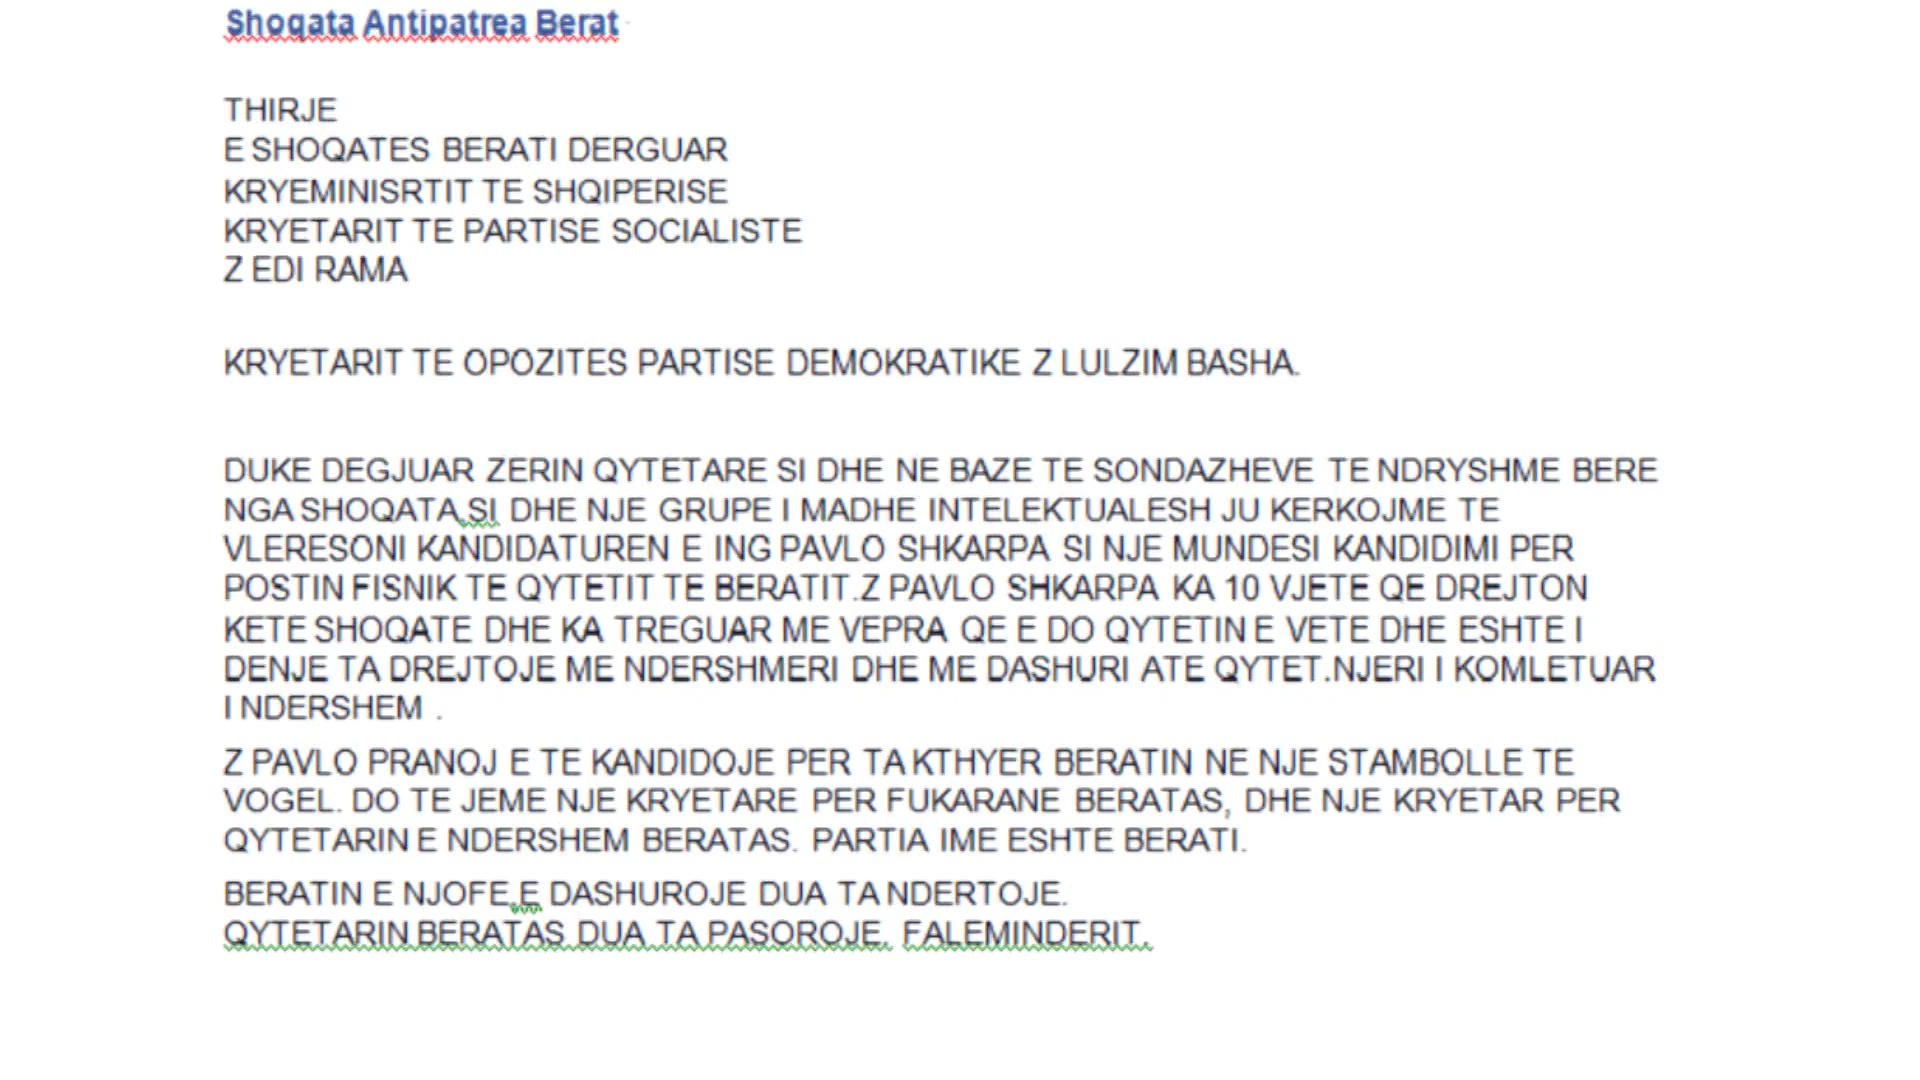 Shoqata Antipatrea Berat
THIRJE
E SHOQATES BERATI DERGUAR
KRYEMINISRTIT TE SHQIPERISE
KRYETARIT TE PARTISE SOCIALISTE
Z EDI RAMA
KRYETARIT TE OPOZITES PARTISE DEMOKRATIKE Z LULZIM BASHA.
DUKE DEGJUAR ZERIN QYTETARE SI DHE NE BAZE TE SONDAZHEVE TE NDRYSHME BERE
NGA SHOQATA,SI DHE NJE GRUPE I MADHE INTELEKTUALESH JU KERKOJME TE
VLERESONI KANDIDATUREN E ING PAVLO SHKARPA SI NJE MUNDESI KANDIDIMI PER
POSTIN FISNIK TE QYTETIT TE BERATIT.Z PAVLO SHKARPA KA 10 VJETE QE DREJTON
KETE SHOQATE DHE KA TREGUAR ME VEPRA QE E DO QYTETIN E VETE DHE ESHTE I
DENJE TA DREJTOJE ME NDERSHMERI DHE ME DASHURI ATE QYTET.NJERI I KOMLETUAR
I NDERSHEM .
Z PAVLO PRANOJ E TE KANDIDOJE PER TA KTHYER BERATIN NE NJE STAMBOLLE TE
VOGEL. DO TE JEME NJE KRYETARE PER FUKARANE BERATAS, DHE NJE KRYETAR PER
QYTETARIN E NDERSHEM BERATAS. PARTIA IME ESHTE BERATI.
BERATIN E NJOFE,E DASHUROJE DUA TA NDERTOJE.
QYTETARIN BERATAS DUA TA PASOROJE. FALEMINDERIT.